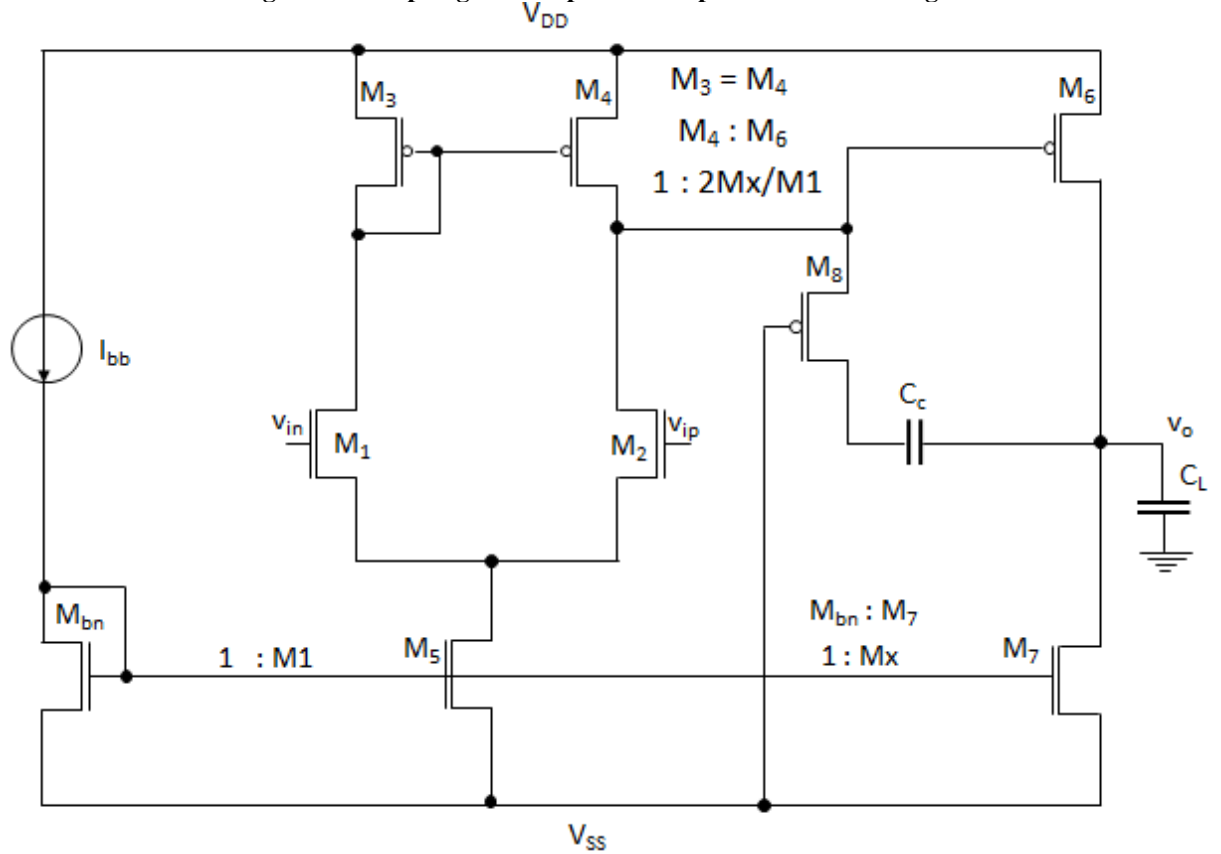 V_DD
M_3
M_4
M_3 = M_4
M_4 : M_6
1 : 2Mx/M1
M_6
M_8
I_bb
C_c
v_in
M_1
M_2
v_ip
v_o
C_L
M_bn
1 : M1
M_5
M_bn : M_7
1 : Mx
M_7
V_SS